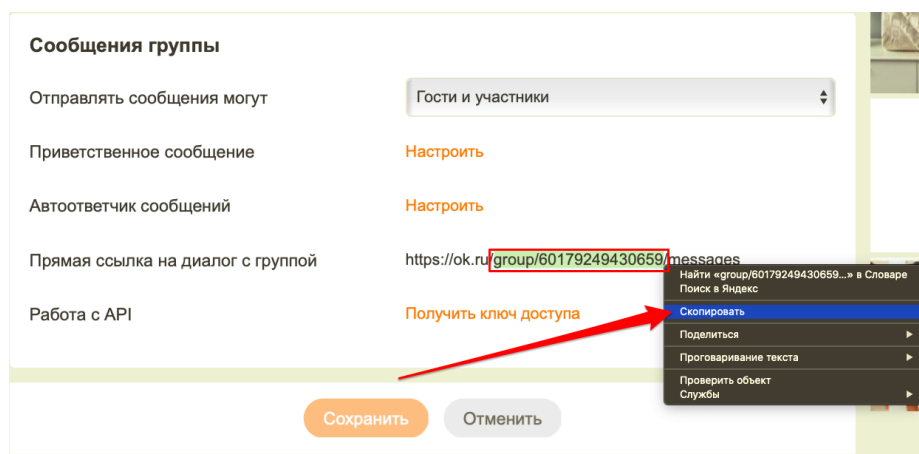 Сообщения группы
Отправлять сообщения могут
Гости и участники
Приветственное сообщение
Настроить
Автоответчик сообщений
Настроить
Прямая ссылка на диалог с группой
https://ok.ru/group/60179249430659/messages
Работа с API
Получить ключ доступа
Найти «group/60179249430659...» в Словаре
Поиск в Яндекс
Скопировать
Поделиться
Проговаривание текста
Проверить объект
Службы
Сохранить
Отменить